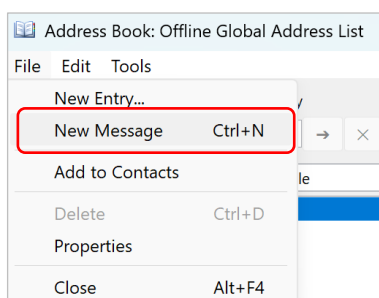 Address Book: Offline Global Address List
File Edit Tools
New Entry...
New Message Ctrl+N
Add to Contacts
le
Delete Ctrl+D
Properties
Close Alt+F4